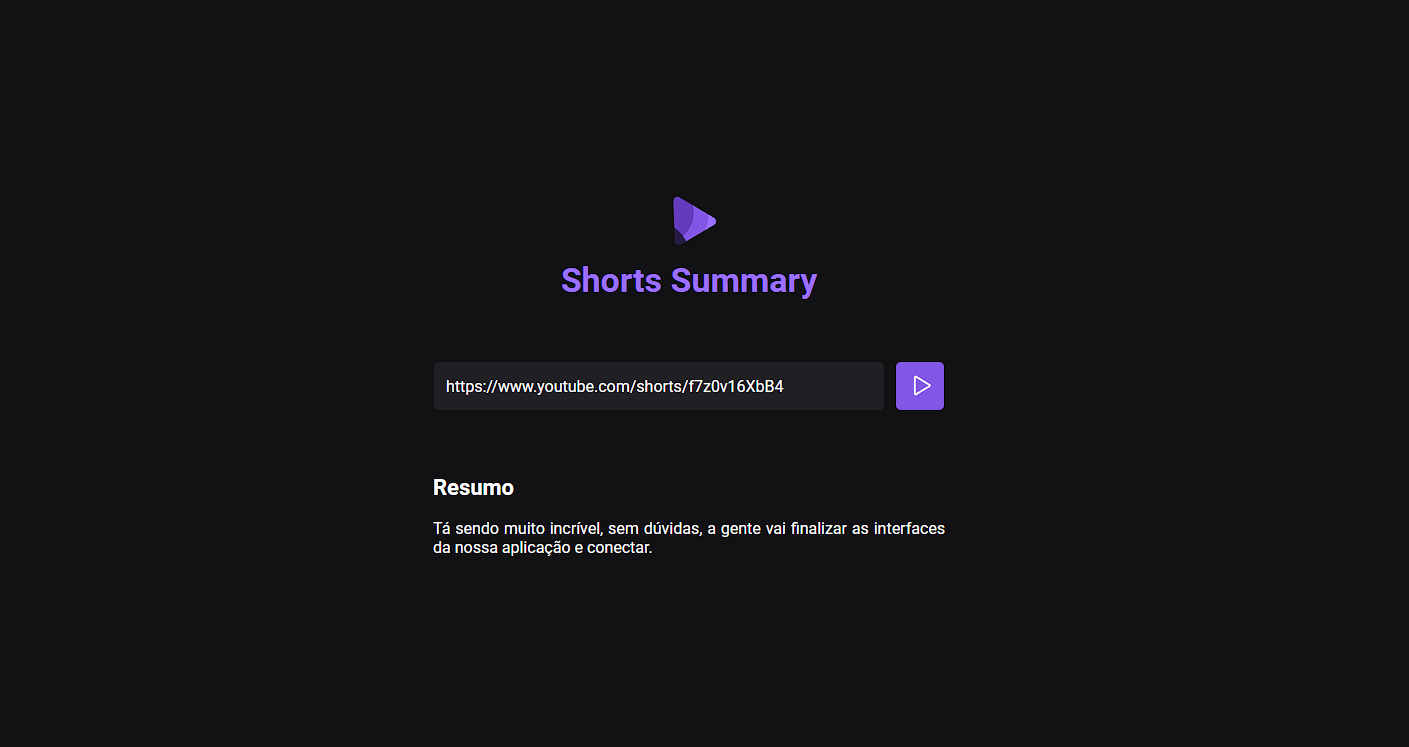 Shorts Summary
https://www.youtube.com/shorts/f7z0v16XbB4
Resumo
Tá sendo muito incrível, sem dúvidas, a gente vai finalizar as interfaces
da nossa aplicação e conectar.